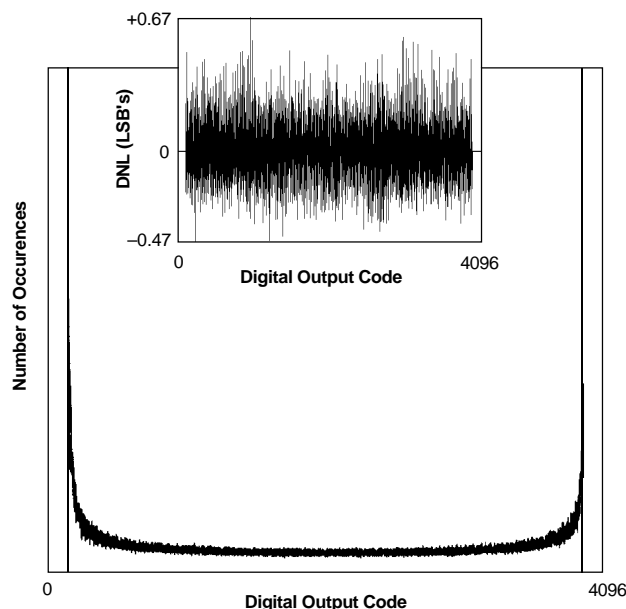 +0.67
DNL (LSB's)
0
–0.47
0
4096
Digital Output Code
Number of Occurences
0
4096
Digital Output Code